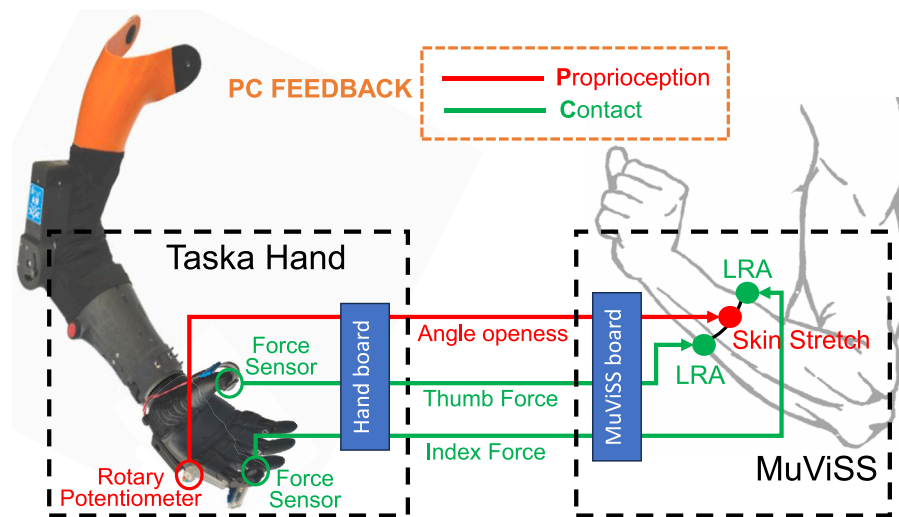 PC FEEDBACK
Proprioception
Contact
Taska Hand
LRA
Angle openess
Skin Stretch
Force
Sensor
Hand board
MuViSS board
LRA
Thumb Force
Index Force
MuViSS
Rotary
Potentiometer
Force
Sensor